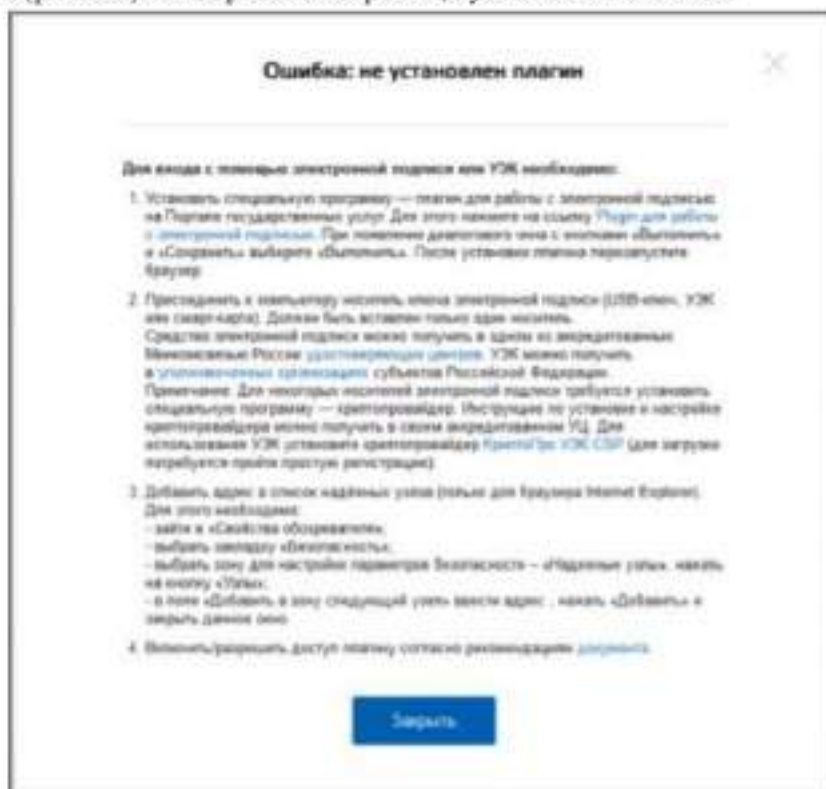 Ошибка: не установлен плагин
Для входа с помощью электронной подписи или УЭК необходимо:
1. Установить специальную программу — плагин для работы с электронной подписью
на Портале государственных услуг. Для этого нажмите на ссылку Plugin для работы
с электронной подписью. При появлении диалогового окна с кнопками «Выполнить»
и «Сохранить» выберите «Выполнить». После установки плагина перезапустите
браузер.
2. Присоединить к компьютеру носитель ключа электронной подписи (USB-ключ, УЭК
или смарт-карта). Должен быть вставлен только один носитель.
Средство электронной подписи можно получить в одном из аккредитованных
Минкомсвязью России удостоверяющих центров. УЭК можно получить
в уполномоченных организациях субъектов Российской Федерации.
Примечание: Для некоторых носителей электронной подписи требуется установить
специальную программу — криптопровайдер. Инструкцию по установке и настройке
криптопровайдера можно получить в своем аккредитованном УЦ. Для
использования УЭК установите криптопровайдер КриптоПро УЭК CSP (для загрузки
потребуется пройти простую регистрацию).
3. Добавить адрес в список надёжных узлов (только для браузера Internet Explorer).
Для этого необходимо:
- зайти в «Свойства обозревателя»;
- выбрать закладку «Безопасность»;
- выбрать зону для настройки параметров безопасности – «Надежные узлы», нажать
на кнопку «Узлы»;
- в поле «Добавить в зону следующий узел» ввести адрес , нажать «Добавить» и
закрыть данное окно.
4. Включить/разрешить доступ плагину согласно рекомендациям документа.
Закрыть